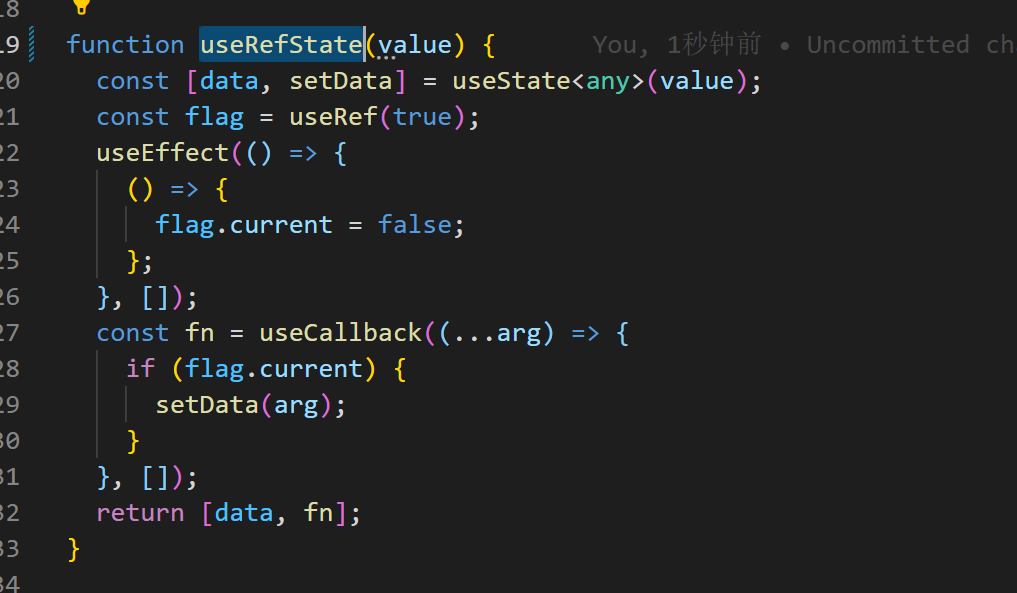 18
19 function useRefState(value) { You, 1秒钟前 • Uncommitted ch
20 const [data, setData] = useState<any>(value);
21 const flag = useRef(true);
22 useEffect(() => {
23 () => {
24 flag.current = false;
25 };
26 }, []);
27 const fn = useCallback((...arg) => {
28 if (flag.current) {
29 setData(arg);
30 }
31 }, []);
32 return [data, fn];
33 }
34